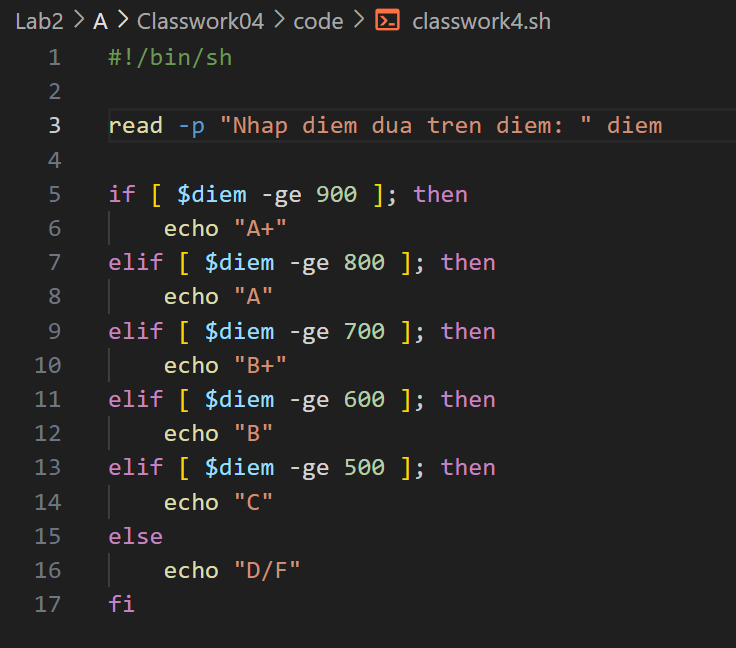 Lab2 > A > Classwork04 > code > classwork4.sh
1 #!/bin/sh
2
3 read -p "Nhap diem dua tren diem: " diem
4
5 if [ $diem -ge 900 ]; then
6     echo "A+"
7 elif [ $diem -ge 800 ]; then
8     echo "A"
9 elif [ $diem -ge 700 ]; then
10     echo "B+"
11 elif [ $diem -ge 600 ]; then
12     echo "B"
13 elif [ $diem -ge 500 ]; then
14     echo "C"
15 else
16     echo "D/F"
17 fi